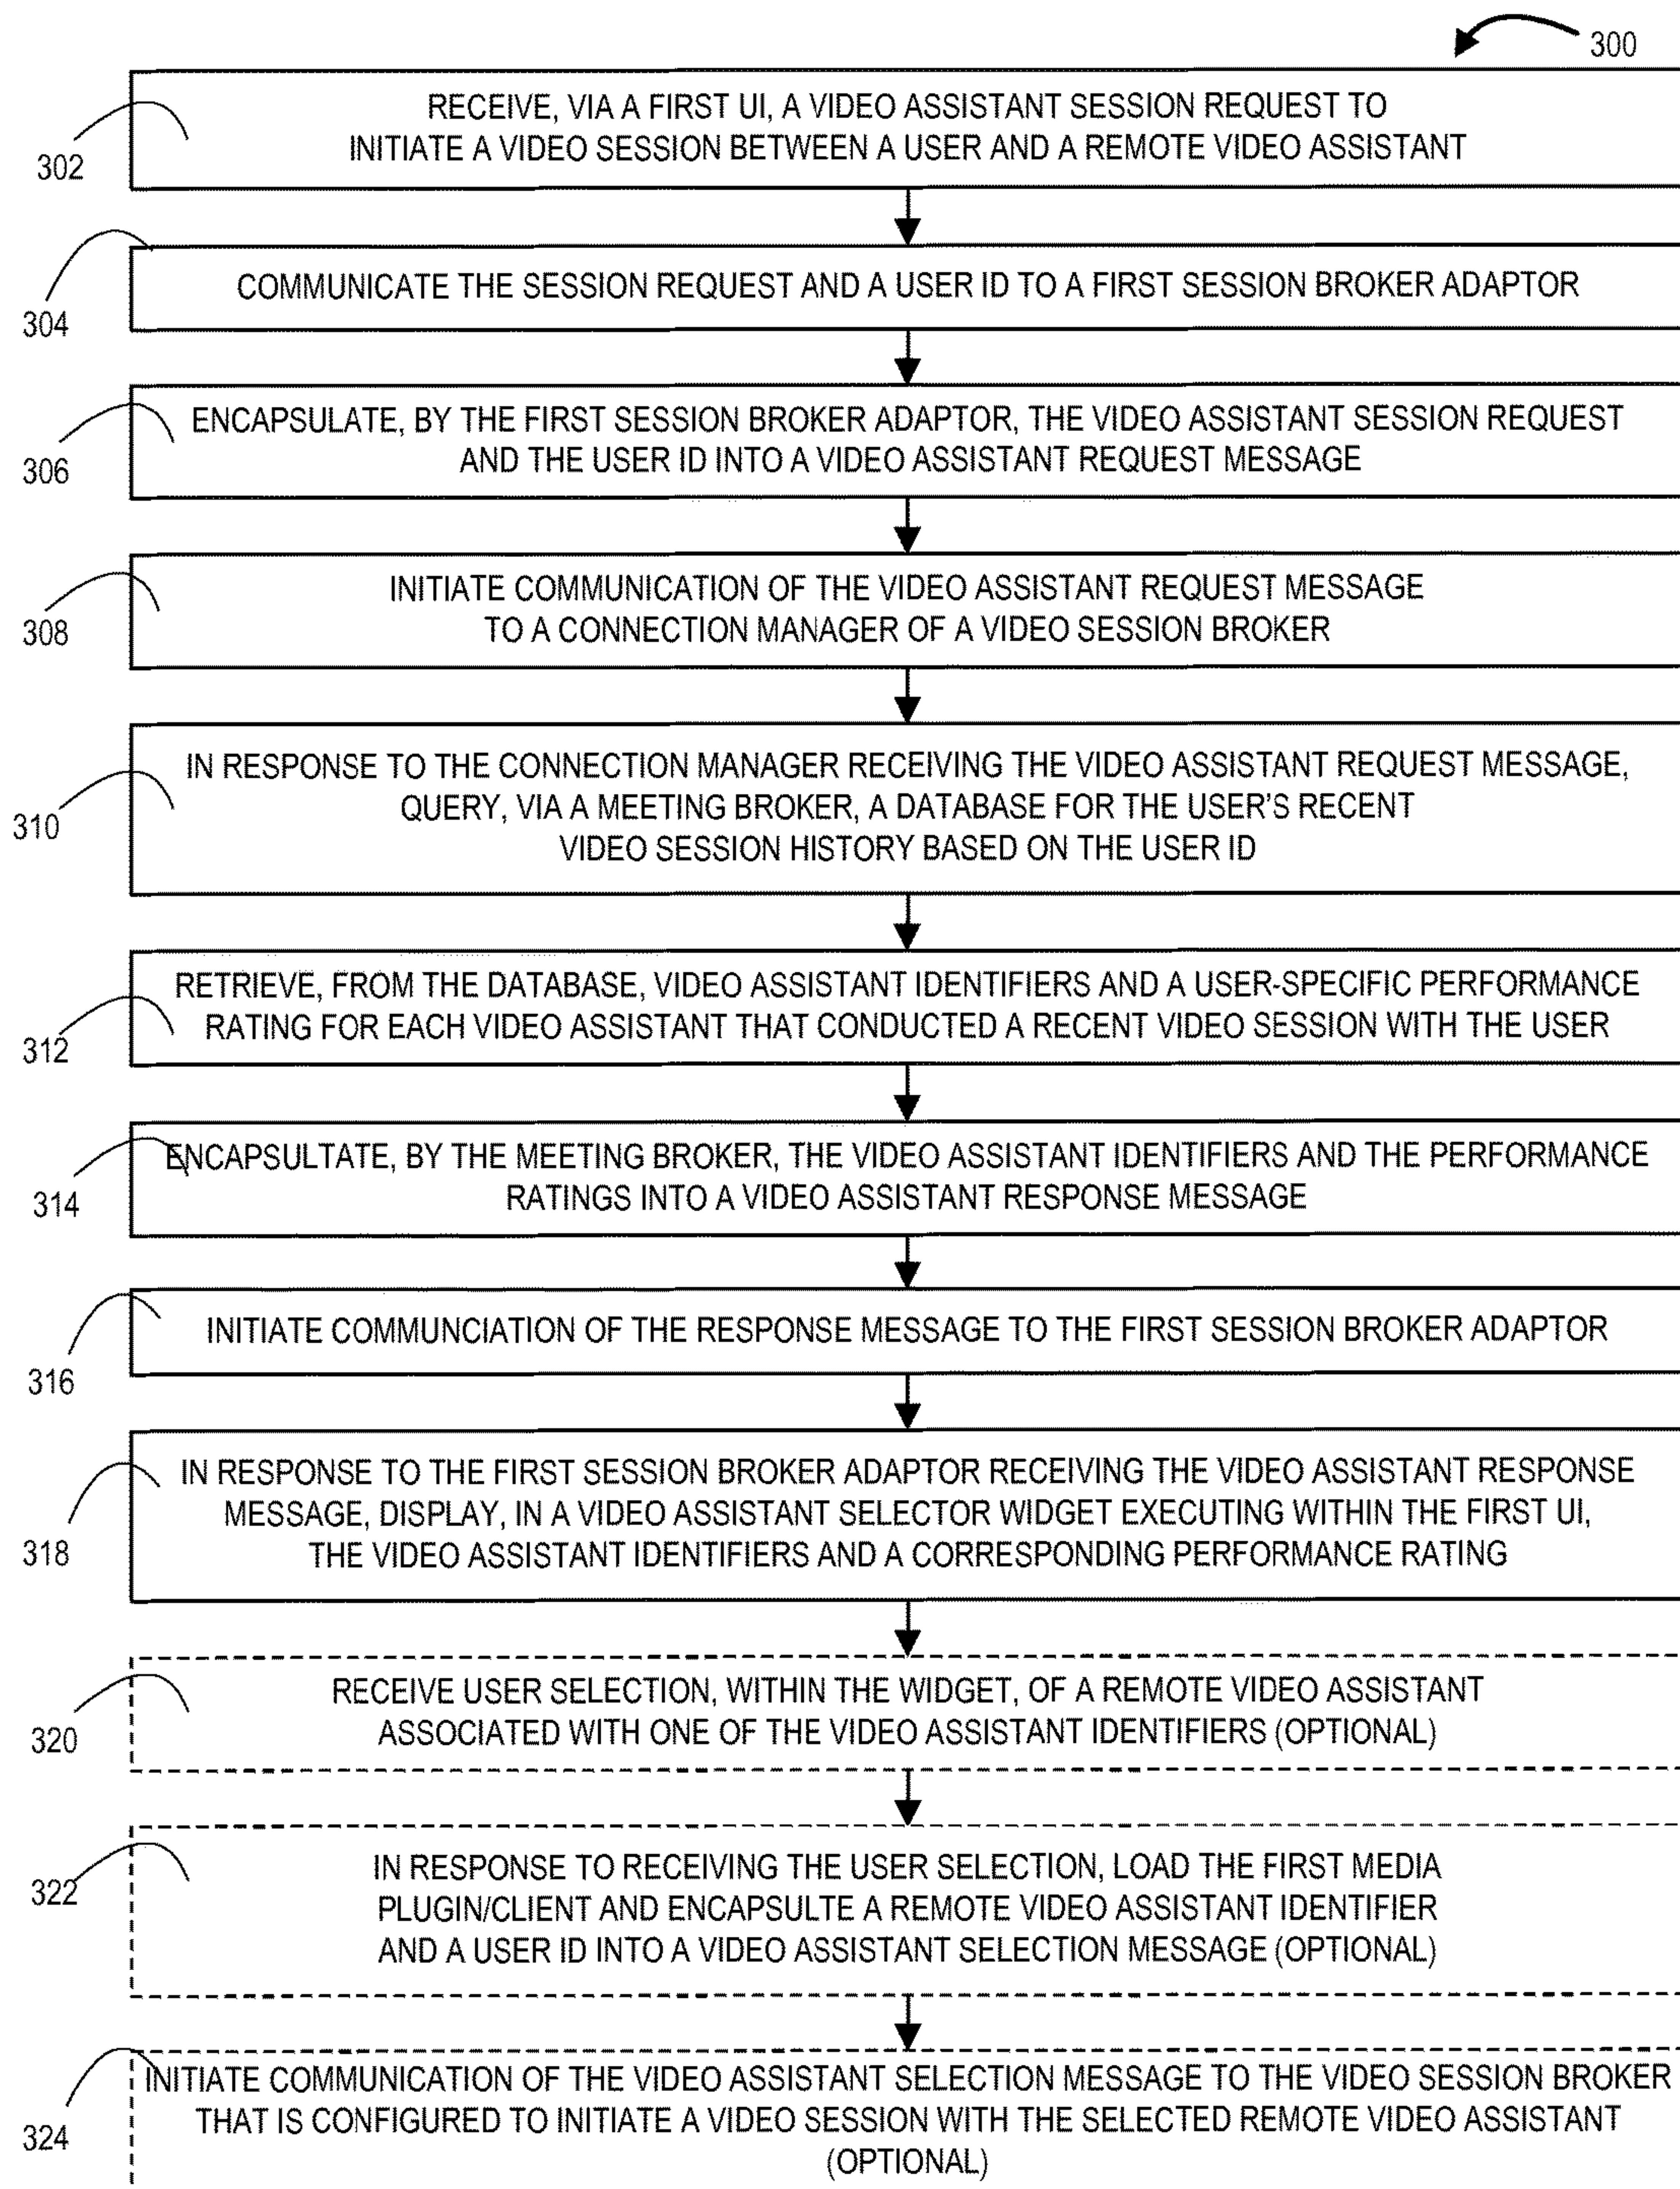 300
RECEIVE, VIA A FIRST UI, A VIDEO ASSISTANT SESSION REQUEST TO
INITIATE A VIDEO SESSION BETWEEN A USER AND A REMOTE VIDEO ASSISTANT
302
COMMUNICATE THE SESSION REQUEST AND A USER ID TO A FIRST SESSION BROKER ADAPTOR
304
ENCAPSULATE, BY THE FIRST SESSION BROKER ADAPTOR, THE VIDEO ASSISTANT SESSION REQUEST
AND THE USER ID INTO A VIDEO ASSISTANT REQUEST MESSAGE
306
INITIATE COMMUNICATION OF THE VIDEO ASSISTANT REQUEST MESSAGE
TO A CONNECTION MANAGER OF A VIDEO SESSION BROKER
308
IN RESPONSE TO THE CONNECTION MANAGER RECEIVING THE VIDEO ASSISTANT REQUEST MESSAGE,
QUERY, VIA A MEETING BROKER, A DATABASE FOR THE USER'S RECENT
VIDEO SESSION HISTORY BASED ON THE USER ID
310
RETRIEVE, FROM THE DATABASE, VIDEO ASSISTANT IDENTIFIERS AND A USER-SPECIFIC PERFORMANCE
RATING FOR EACH VIDEO ASSISTANT THAT CONDUCTED A RECENT VIDEO SESSION WITH THE USER
312
ENCAPSULTATE, BY THE MEETING BROKER, THE VIDEO ASSISTANT IDENTIFIERS AND THE PERFORMANCE
RATINGS INTO A VIDEO ASSISTANT RESPONSE MESSAGE
314
INITIATE COMMUNCIATION OF THE RESPONSE MESSAGE TO THE FIRST SESSION BROKER ADAPTOR
316
IN RESPONSE TO THE FIRST SESSION BROKER ADAPTOR RECEIVING THE VIDEO ASSISTANT RESPONSE
MESSAGE, DISPLAY, IN A VIDEO ASSISTANT SELECTOR WIDGET EXECUTING WITHIN THE FIRST UI,
THE VIDEO ASSISTANT IDENTIFIERS AND A CORRESPONDING PERFORMANCE RATING
318
RECEIVE USER SELECTION, WITHIN THE WIDGET, OF A REMOTE VIDEO ASSISTANT
ASSOCIATED WITH ONE OF THE VIDEO ASSISTANT IDENTIFIERS (OPTIONAL)
320
IN RESPONSE TO RECEIVING THE USER SELECTION, LOAD THE FIRST MEDIA
PLUGIN/CLIENT AND ENCAPSULTE A REMOTE VIDEO ASSISTANT IDENTIFIER
AND A USER ID INTO A VIDEO ASSISTANT SELECTION MESSAGE (OPTIONAL)
322
INITIATE COMMUNICATION OF THE VIDEO ASSISTANT SELECTION MESSAGE TO THE VIDEO SESSION BROKER
THAT IS CONFIGURED TO INITIATE A VIDEO SESSION WITH THE SELECTED REMOTE VIDEO ASSISTANT
(OPTIONAL)
324